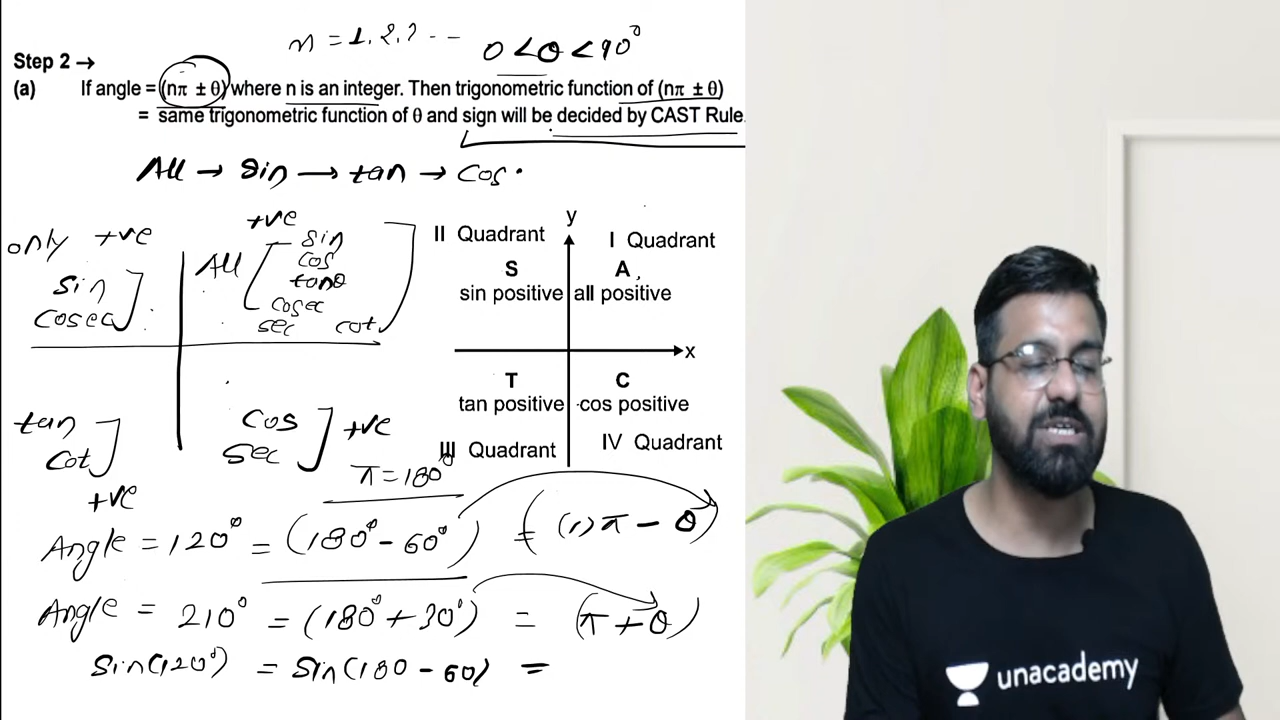 n = 1, 2, 3 - -
0 < θ < 90°
Step 2 →
(a) If angle = (nπ ± θ) where n is an integer. Then trigonometric function of (nπ ± θ)
= same trigonometric function of θ and sign will be decided by CAST Rule.
All → sin → tan → cos
only +ve
sin
cosec
+ve
All
sin
cos
tanθ
cosec
sec cot
tan
cot
+ve
cos
sec
+ve
y
II Quadrant
I Quadrant
S
A
sin positive
all positive
x
T
C
tan positive
cos positive
III Quadrant
IV Quadrant
π = 180°
Angle = 120° = (180° - 60°) = ((1)π - θ)
Angle = 210° = (180° + 30°) = (π + θ)
sin(120°) = sin(180 - 60) =
unacademy